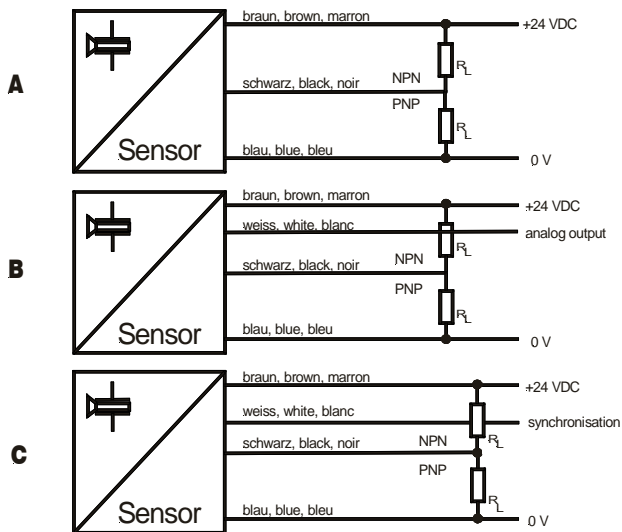 braun, brown, marron
+24 VDC
R L
A
schwarz, black, noir
NPN
PNP
R L
Sensor
blau, blue, bleu
0 V
braun, brown, marron
+24 VDC
weiss, white, blanc
analog output
R L
B
schwarz, black, noir
NPN
PNP
R L
Sensor
blau, blue, bleu
0 V
braun, brown, marron
+24 VDC
weiss, white, blanc
synchronisation
R L
C
schwarz, black, noir
NPN
PNP
R L
Sensor
blau, blue, bleu
0 V